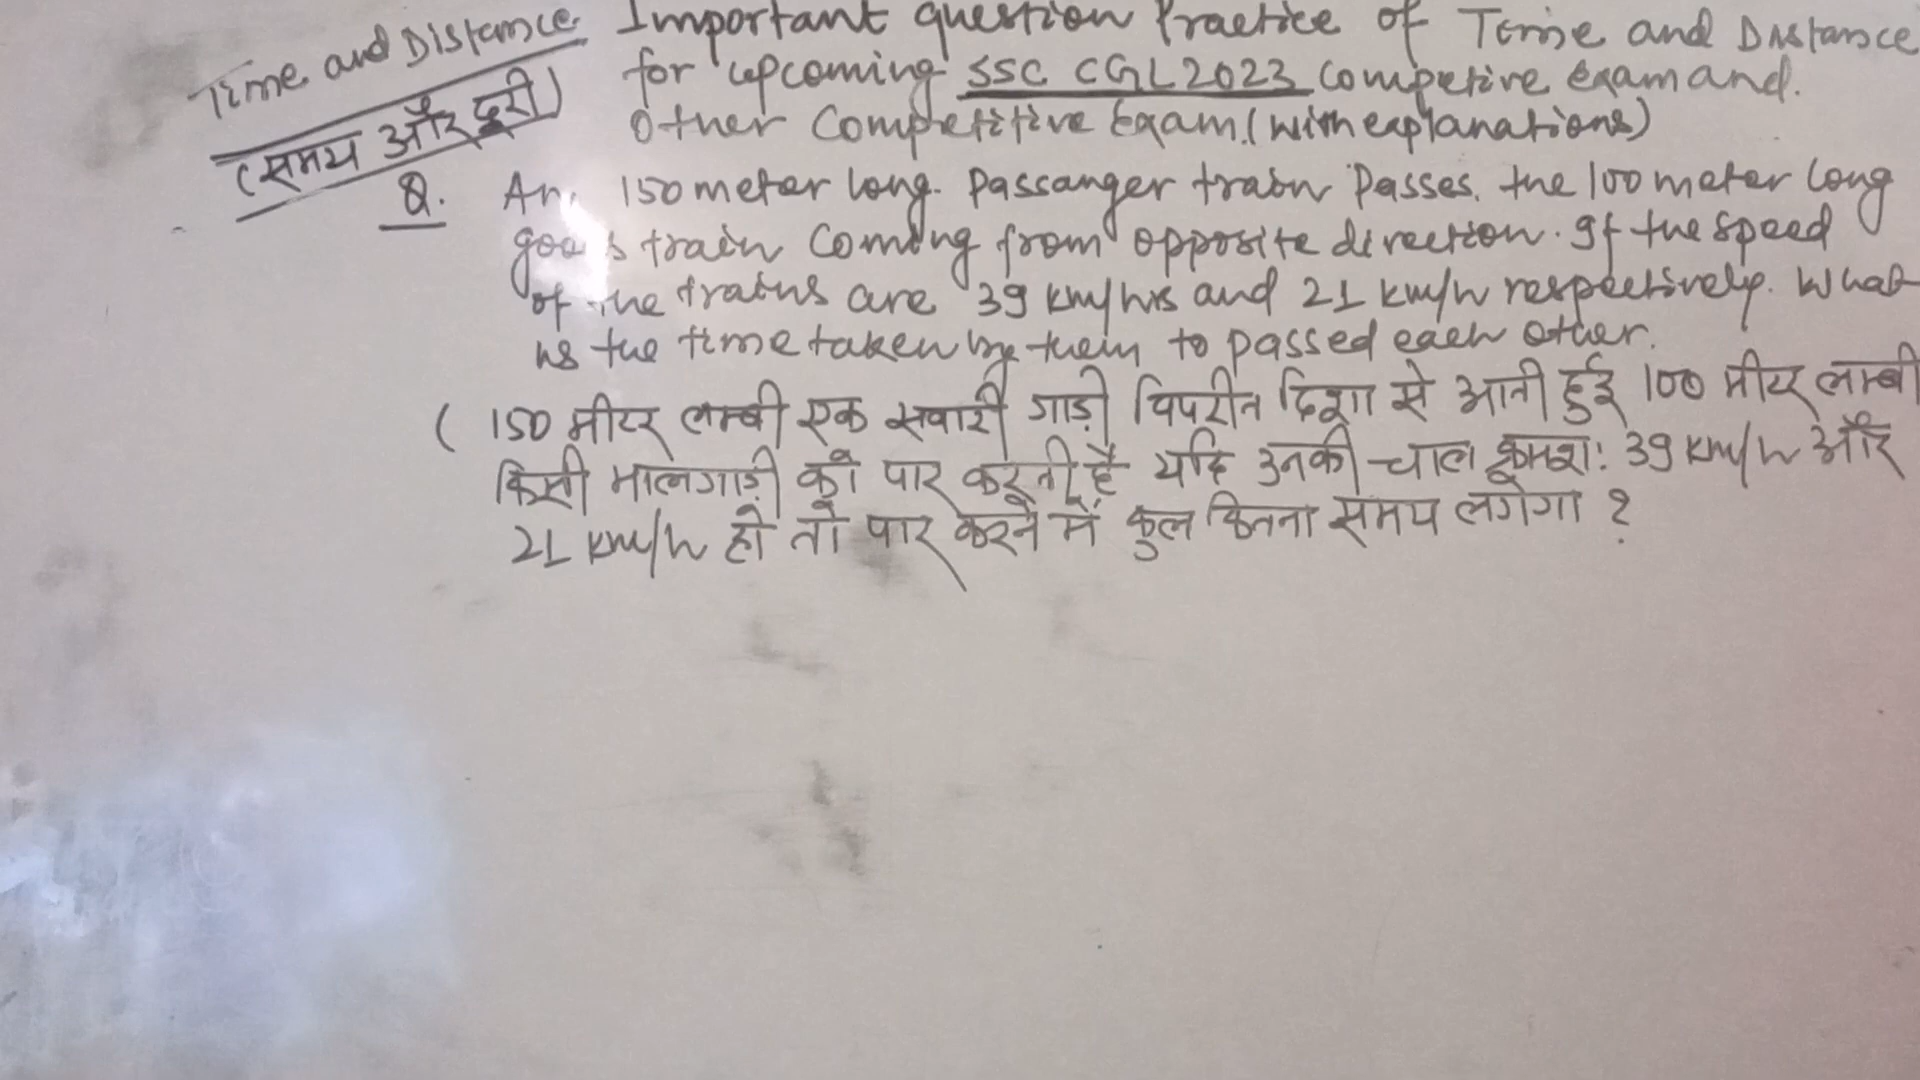 Time and Distance
(समय और दूरी)
Important question Practice of Time and Distance
for upcoming SSC CGL2023 Competive exam and.
Other Competitive Exam. (with explanations)
Q. An 150 meter long. Passanger train Passes. the 100 meter long
train Coming from opposite direction. If the speed
of the trains are 39 km/hrs and 21 km/h respectively. What
is the time taken by them to passed each other.
( 150 मीटर लम्बी एक सवारी गाड़ी विपरीत दिशा से आती हुई 100 मीटर लम्बी
किसी मालगाड़ी को पार करती है यदि उनकी चाल क्रमशः 39 km/h और
21 km/h हो तो पार करने में कुल कितना समय लगेगा ?